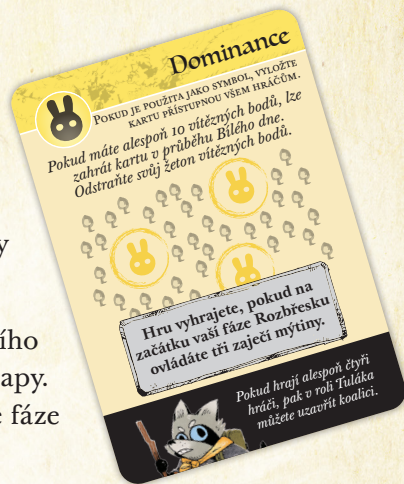 Dominance
Pokud je použita jako symbol, vyložte
kartu přístupnou všem hráčům.
Pokud máte alespoň 10 vítězných bodů, lze
zahrát kartu v průběhu Bílého dne.
Odstraňte svůj žeton vítězných bodů.
Hru vyhrajete, pokud na
začátku vaší fáze Rozbřesku
ovládáte tři zaječí mýtiny.
Pokud hrají alespoň čtyři
hráči, pak v roli Tuláka
můžete uzavřít koalici.
y
ího
apy.
e fáze